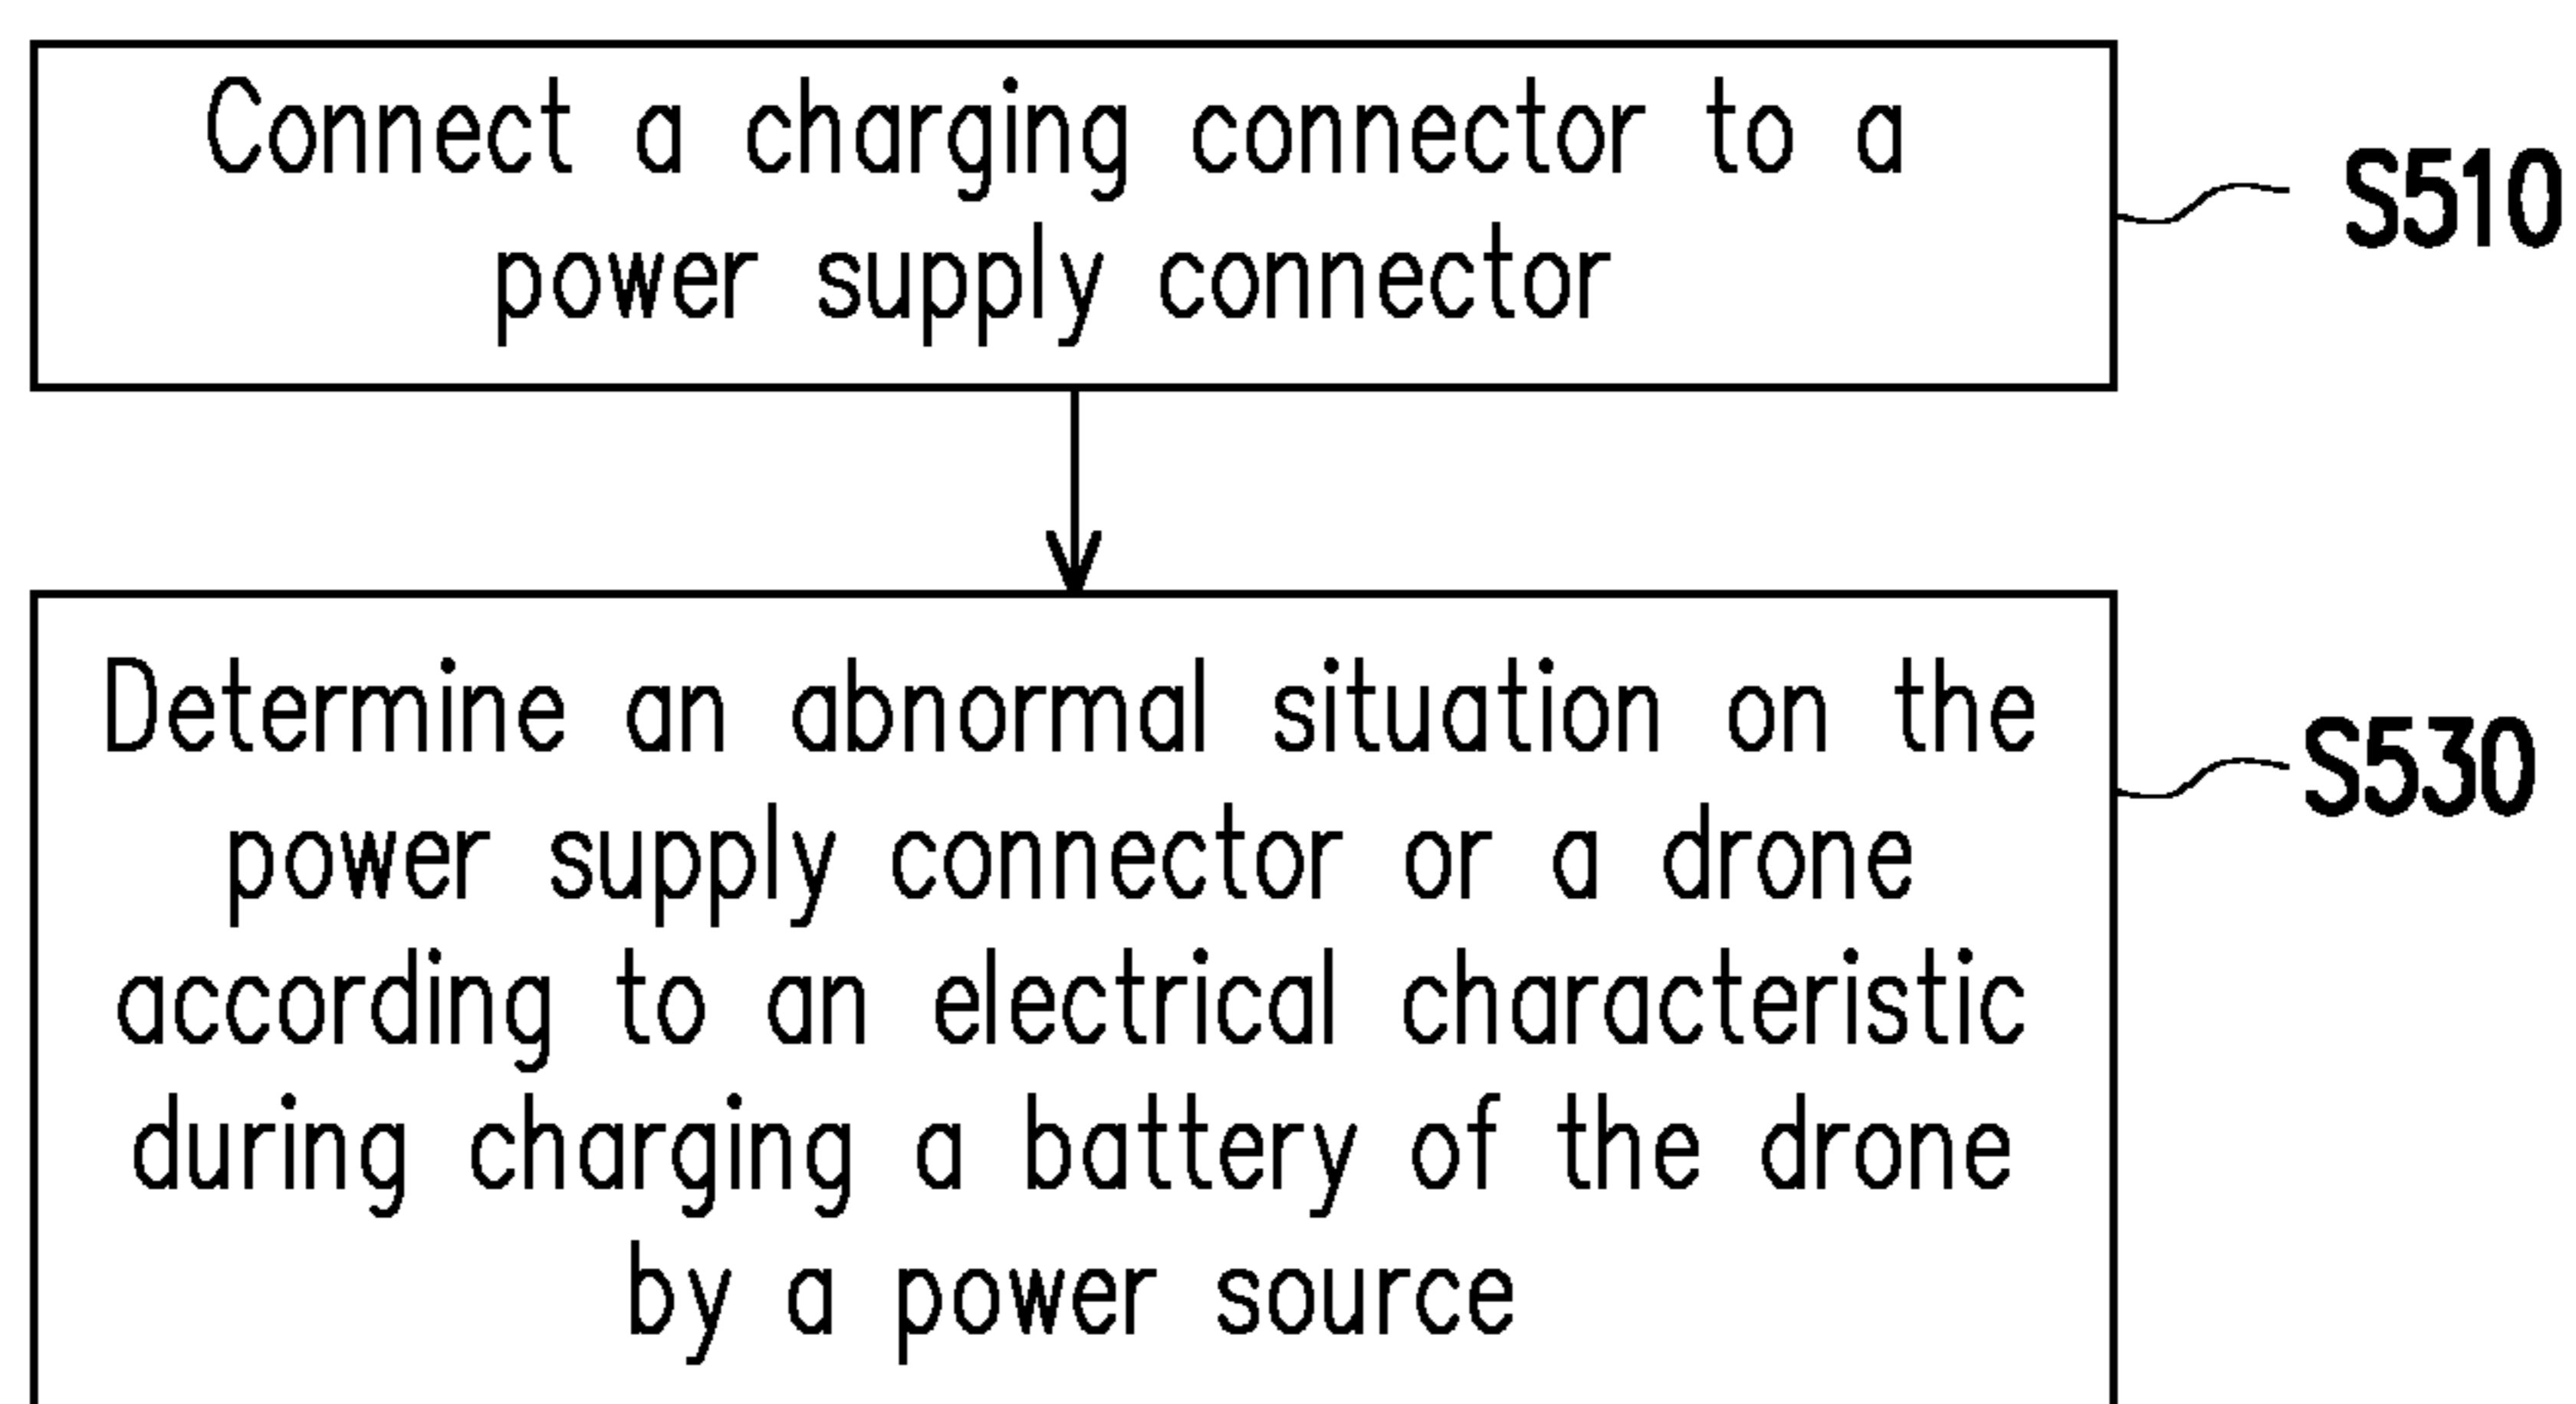 Connect a charging connector to a
power supply connector
S510
Determine an abnormal situation on the
power supply connector or a drone
according to an electrical characteristic
during charging a battery of the drone
by a power source
S530